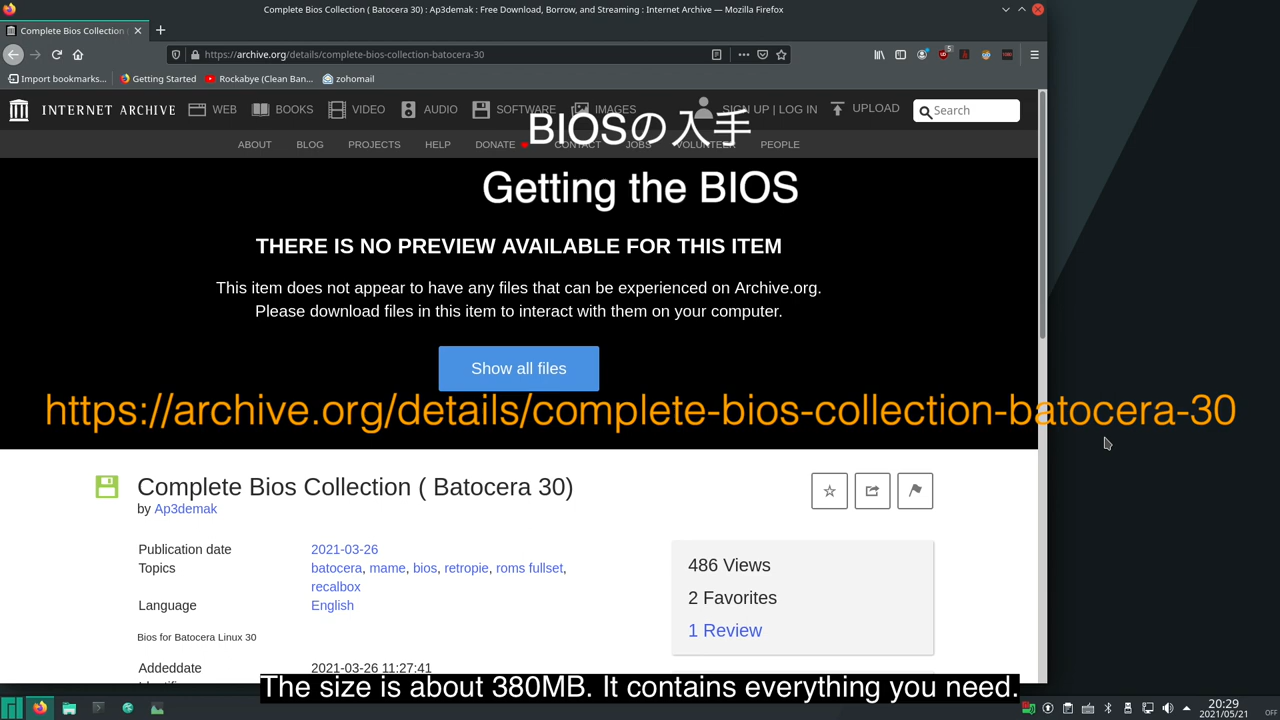 Complete Bios Collection ( Batocera 30) : Ap3demak : Free Download, Borrow, and Streaming : Internet Archive — Mozilla Firefox
Complete Bios Collection (
https://archive.org/details/complete-bios-collection-batocera-30
5
Import bookmarks...
Getting Started
Rockabye (Clean Ban...
zohomail
INTERNET ARCHIVE
WEB
BOOKS
VIDEO
AUDIO
SOFTWARE
IMAGES
SIGN UP | LOG IN
UPLOAD
Search
BIOSの入手
ABOUT
BLOG
PROJECTS
HELP
DONATE
CONTACT
JOBS
VOLUNTEER
PEOPLE
Getting the BIOS
THERE IS NO PREVIEW AVAILABLE FOR THIS ITEM
This item does not appear to have any files that can be experienced on Archive.org.
Please download files in this item to interact with them on your computer.
Show all files
https://archive.org/details/complete-bios-collection-batocera-30
Complete Bios Collection ( Batocera 30)
by Ap3demak
Publication date 2021-03-26
Topics batocera, mame, bios, retropie, roms fullset,
recalbox
Language English
486 Views
2 Favorites
1 Review
Bios for Batocera Linux 30
Addeddate 2021-03-26 11:27:41
The size is about 380MB. It contains everything you need.
20:29
2021/05/21
OFF